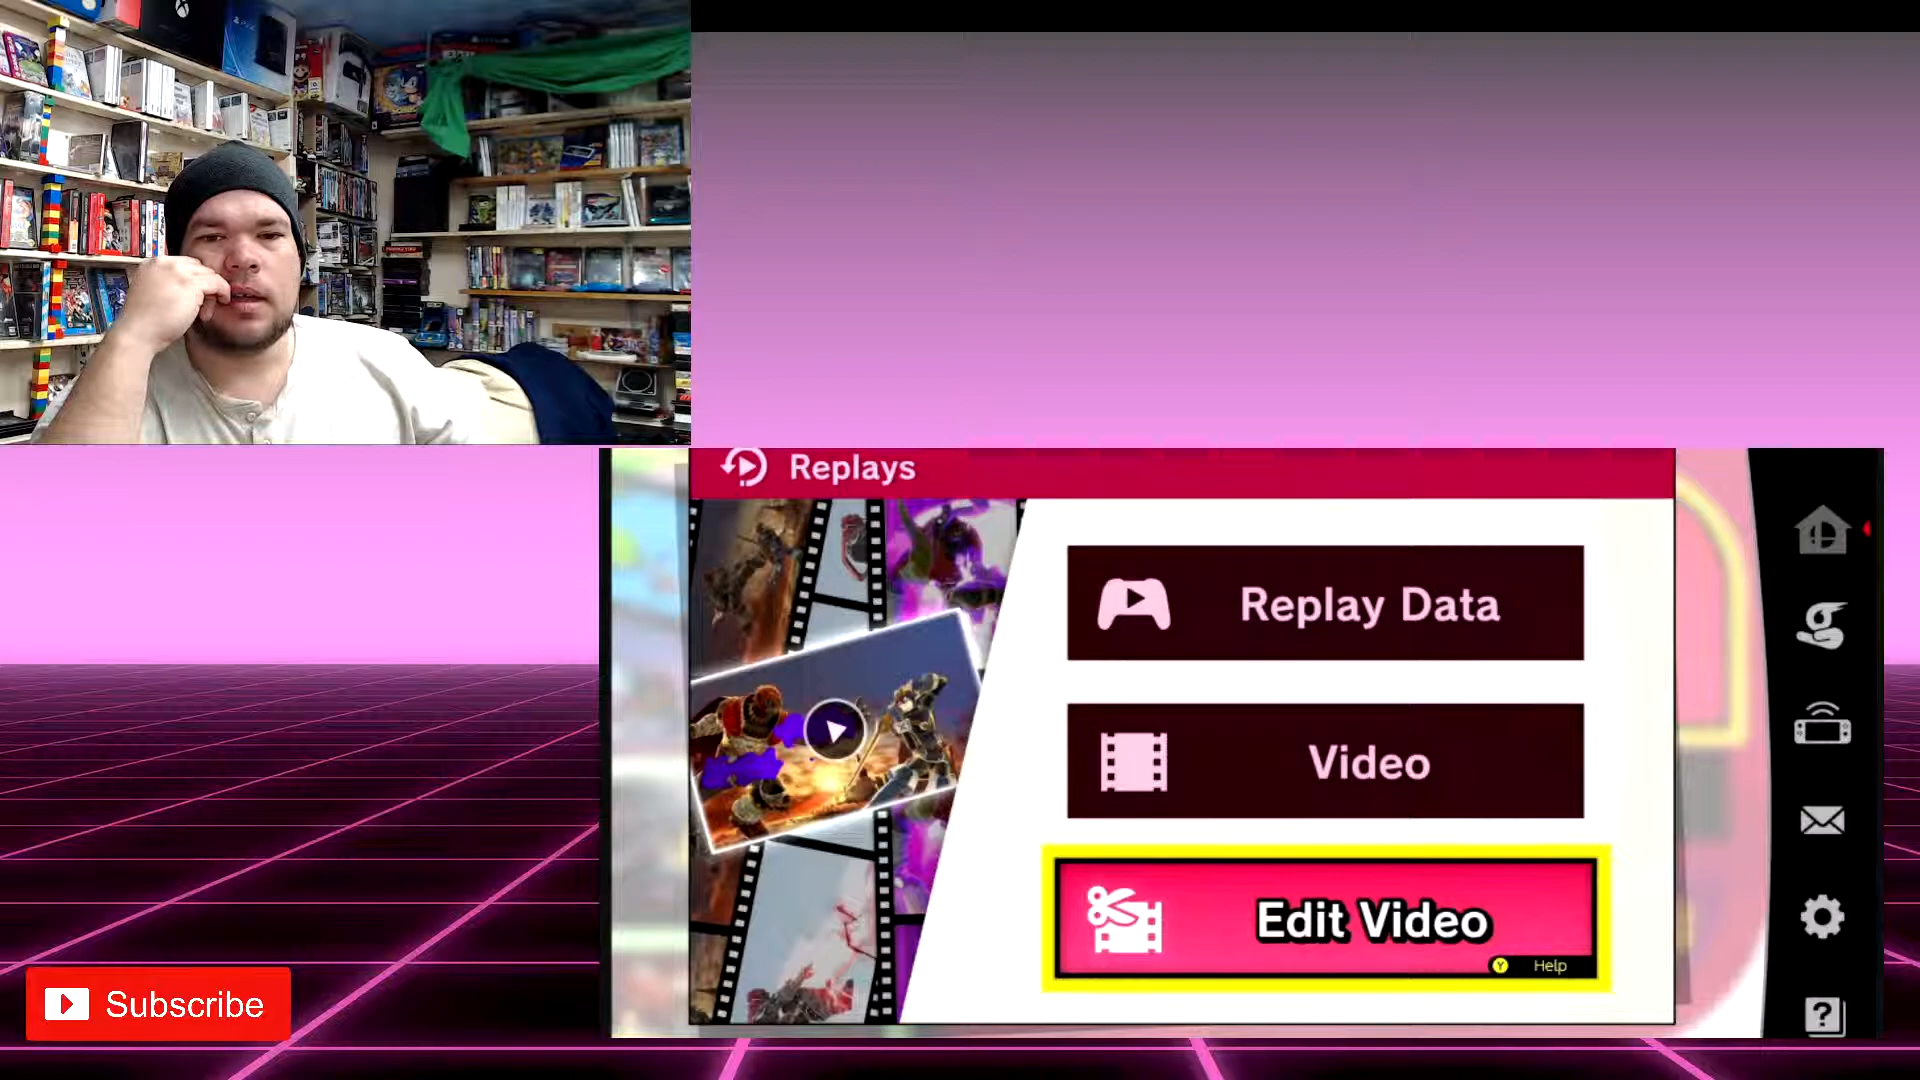 Replays
Replay Data
Video
Edit Video
Y Help
Subscribe